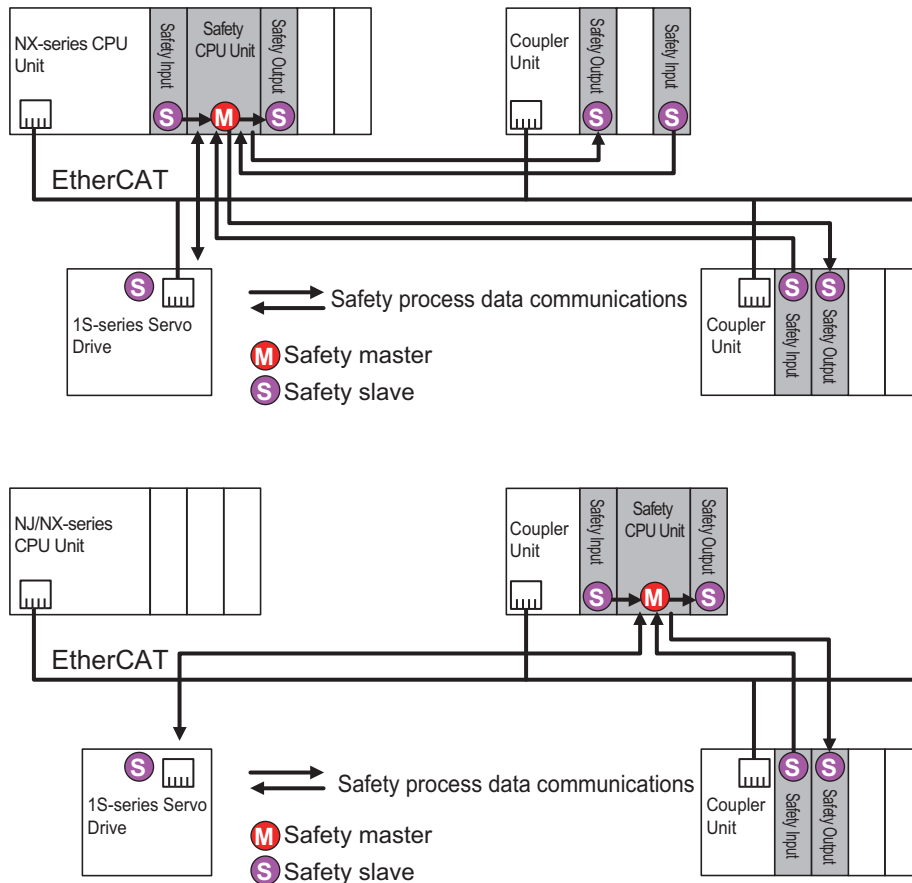 NX-series CPU
Unit
Safety Input
Safety
CPU Unit
Safety Output
S
M
S
Coupler
Unit
Safety Output
Safety Input
S
S
EtherCAT
S
1S-series Servo
Drive
Safety process data communications
M Safety master
S Safety slave
Coupler
Unit
S
S
Safety Input
Safety Output
NJ/NX-series
CPU Unit
Coupler
Unit
Safety Input
Safety
CPU Unit
Safety Output
S
M
S
EtherCAT
S
1S-series Servo
Drive
Safety process data communications
M Safety master
S Safety slave
Coupler
Unit
S
S
Safety Input
Safety Output